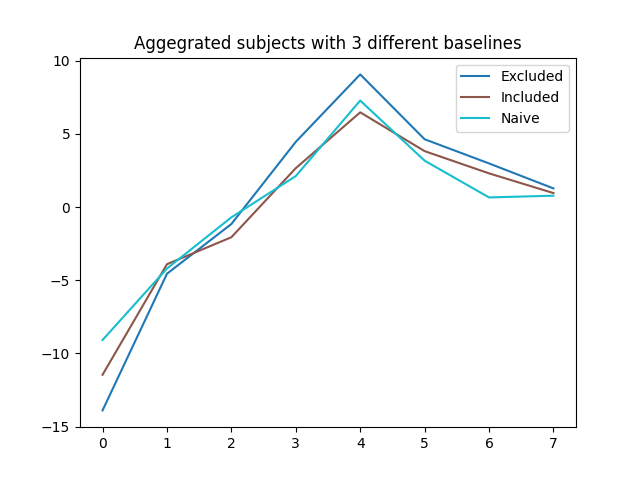 Aggegrated subjects with 3 different baselines
10
5
0
−5
−10
−15
0 1 2 3 4 5 6 7
Excluded
Included
Naive